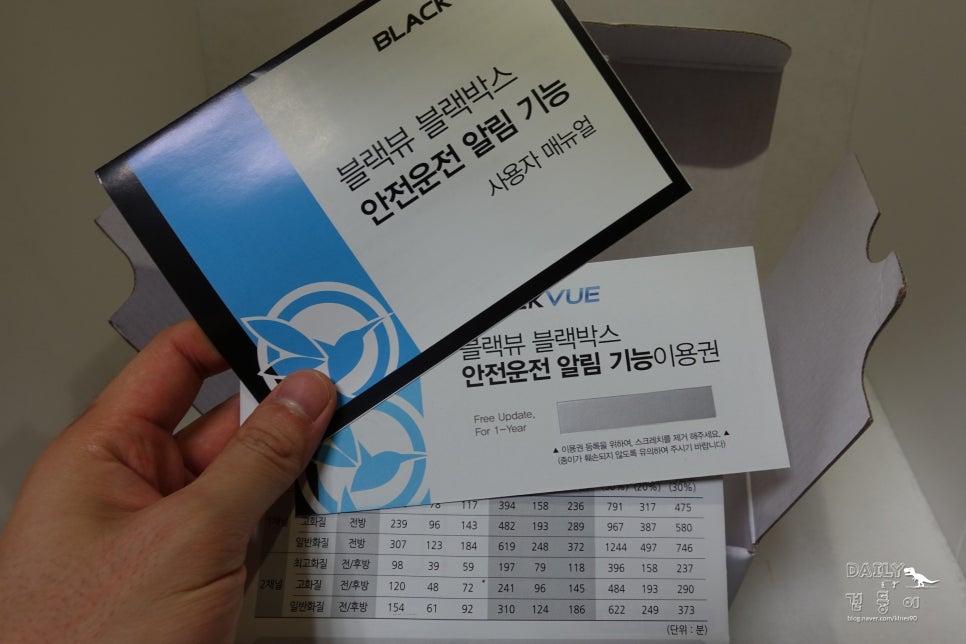 BLACK
블랙뷰 블랙박스
안전운전 알림 기능
사용자 매뉴얼
VUE
블랙뷰 블랙박스
안전운전 알림 기능이용권
Free Update,
For 1-Year
▲ 이용권 등록을 위하여, 스크래치를 제거 해주세요. ▲
(종이가 훼손되지 않도록 유의하여 주시기 바랍니다)
(20%) (30%)
78 117 394 158 236 791 317 475
고화질 전방 239 96 143 482 193 289 967 387 580
일반화질 전방 307 123 184 619 248 372 1244 497 746
최고화질 전/후방 98 39 59 197 79 118 396 158 237
2채널 고화질 전/후방 120 48 72 241 96 145 484 193 290
일반화질 전/후방 154 61 92 310 124 186 622 249 373
(단위 : 분)
DAILY
BY
경동이
blog.naver.com/ktnes90